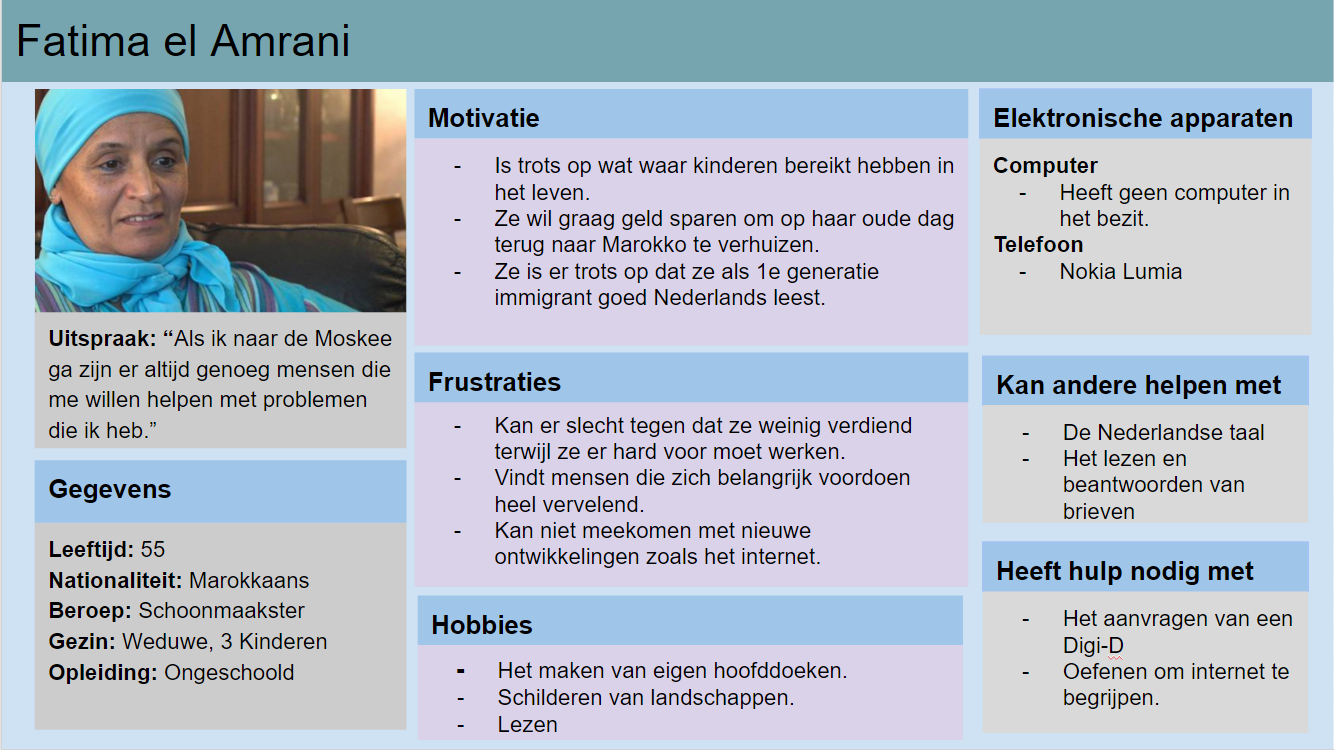 Fatima el Amrani
Uitspraak: “Als ik naar de Moskee
ga zijn er altijd genoeg mensen die
me willen helpen met problemen
die ik heb.”
Gegevens
Leeftijd: 55
Nationaliteit: Marokkaans
Beroep: Schoonmaakster
Gezin: Weduwe, 3 Kinderen
Opleiding: Ongeschoold
Motivatie
- Is trots op wat waar kinderen bereikt hebben in
het leven.
- Ze wil graag geld sparen om op haar oude dag
terug naar Marokko te verhuizen.
- Ze is er trots op dat ze als 1e generatie
immigrant goed Nederlands leest.
Frustraties
- Kan er slecht tegen dat ze weinig verdiend
terwijl ze er hard voor moet werken.
- Vindt mensen die zich belangrijk voordoen
heel vervelend.
- Kan niet meekomen met nieuwe
ontwikkelingen zoals het internet.
Hobbies
- Het maken van eigen hoofddoeken.
- Schilderen van landschappen.
- Lezen
Elektronische apparaten
Computer
- Heeft geen computer in
het bezit.
Telefoon
- Nokia Lumia
Kan andere helpen met
- De Nederlandse taal
- Het lezen en
beantwoorden van
brieven
Heeft hulp nodig met
- Het aanvragen van een
Digi-D
- Oefenen om internet te
begrijpen.